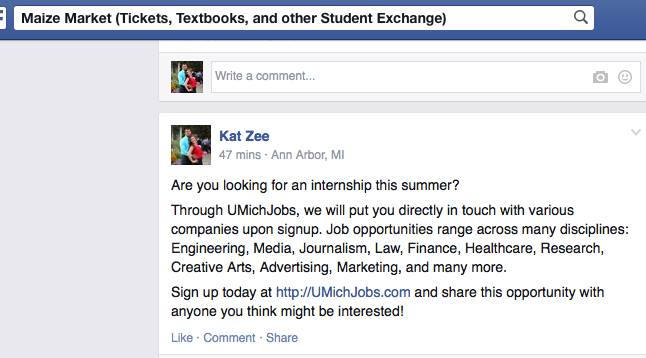 Maize Market (Tickets, Textbooks, and other Student Exchange)
Write a comment...
Kat Zee
47 mins · Ann Arbor, MI
Are you looking for an internship this summer?
Through UMichJobs, we will put you directly in touch with various
companies upon signup. Job opportunities range across many disciplines:
Engineering, Media, Journalism, Law, Finance, Healthcare, Research,
Creative Arts, Advertising, Marketing, and many more.
Sign up today at http://UMichJobs.com and share this opportunity with
anyone you think might be interested!
Like · Comment · Share